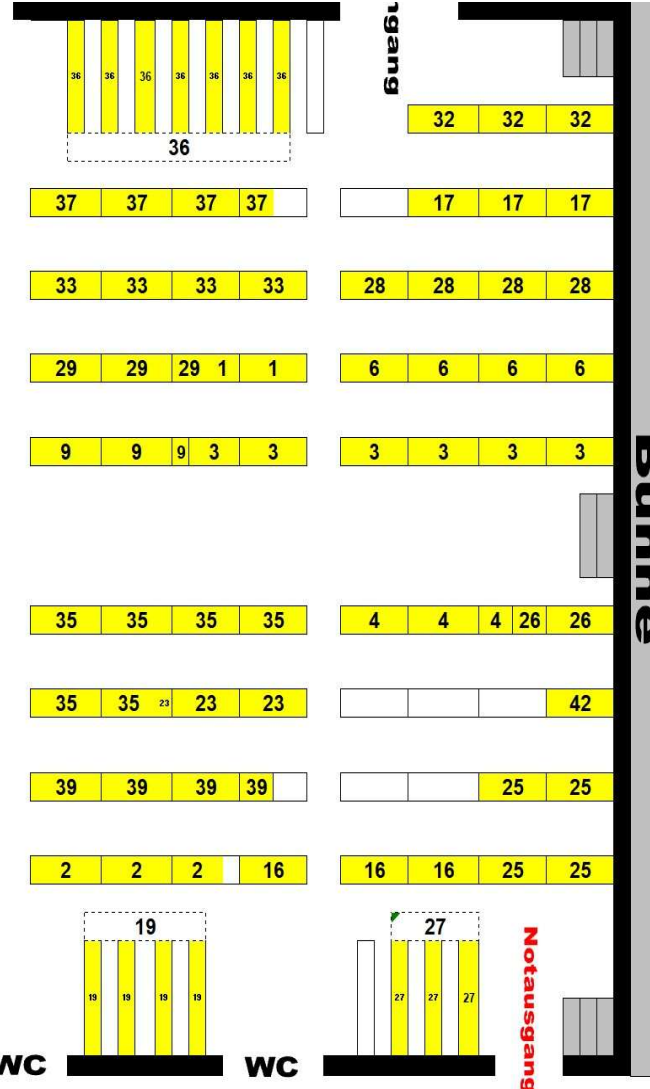 ngang
36 36 36 36 36 36 36
36
32 32 32
37 37 37 37
17 17 17
33 33 33 33
28 28 28 28
29 29 29 1 1
6 6 6 6
9 9 9 3 3
3 3 3 3
Bühne
35 35 35 35
4 4 4 26 26
35 35 23 23 23
42
39 39 39 39
25 25
2 2 2 16
16 16 25 25
19
27
19 19 19 19
27 27 27
Notausgang
WC
WC